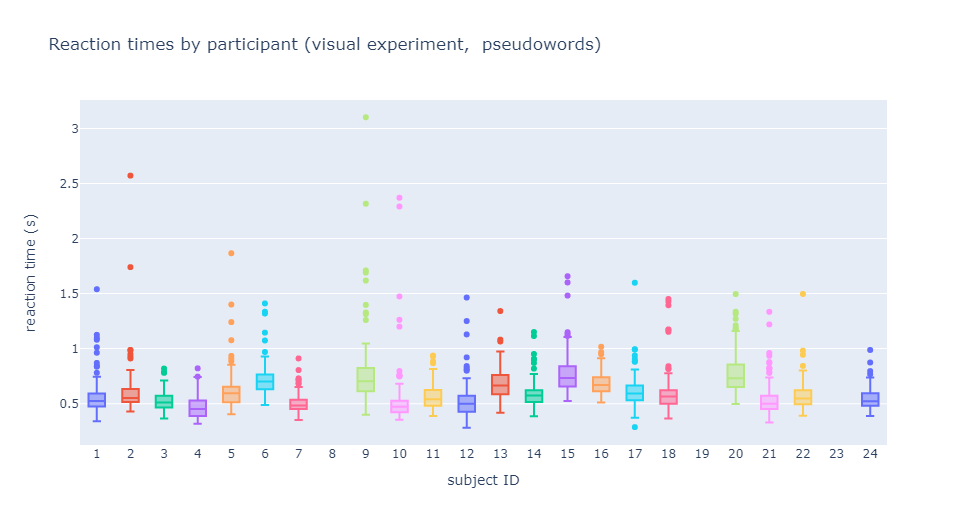 Reaction times by participant (visual experiment,  pseudowords)
3
2.5
2
1.5
1
0.5
reaction time (s)
1 2 3 4 5 6 7 8 9 10 11 12 13 14 15 16 17 18 19 20 21 22 23 24
subject ID